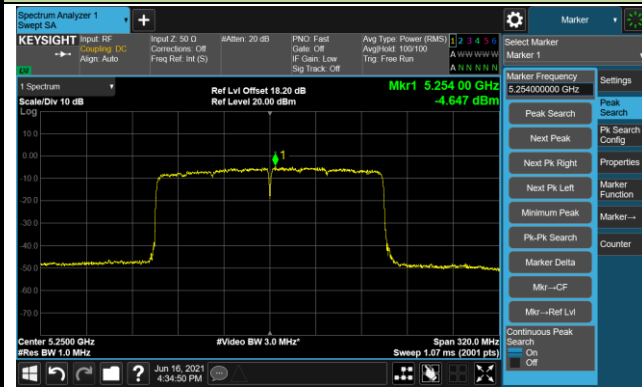 Spectrum Analyzer 1
Swept SA
Marker
KEYSIGHT
Input: RF
Coupling: DC
Align: Auto
Input Z: 50 Ω
Corrections: Off
Freq Ref: Int (S)
#Atten: 20 dB
PNO: Fast
Gate: Off
IF Gain: Low
Sig Track: Off
Avg Type: Power (RMS)
Avg|Hold: 100/100
Trig: Free Run
1 2 3 4 5 6
A W W W W W
A N N N N N
Select Marker
Marker 1
1 Spectrum
Scale/Div 10 dB
Log
Ref Lvl Offset 18.20 dB
Ref Level 20.00 dBm
Mkr1 5.254 00 GHz
-4.647 dBm
10.0
0.00
-10.0
-20.0
-30.0
-40.0
-50.0
-60.0
-70.0
1
Center 5.2500 GHz
#Res BW 1.0 MHz
#Video BW 3.0 MHz*
Span 320.0 MHz
Sweep 1.07 ms (2001 pts)
Marker Frequency
5.254000000 GHz
Peak Search
Next Peak
Next Pk Right
Next Pk Left
Minimum Peak
Pk-Pk Search
Marker Delta
Mkr→CF
Mkr→Ref Lvl
Continuous Peak
Search
On
Off
Settings
Peak
Search
Pk Search
Config
Properties
Marker
Function
Marker→
Counter
Jun 16, 2021
4:34:50 PM